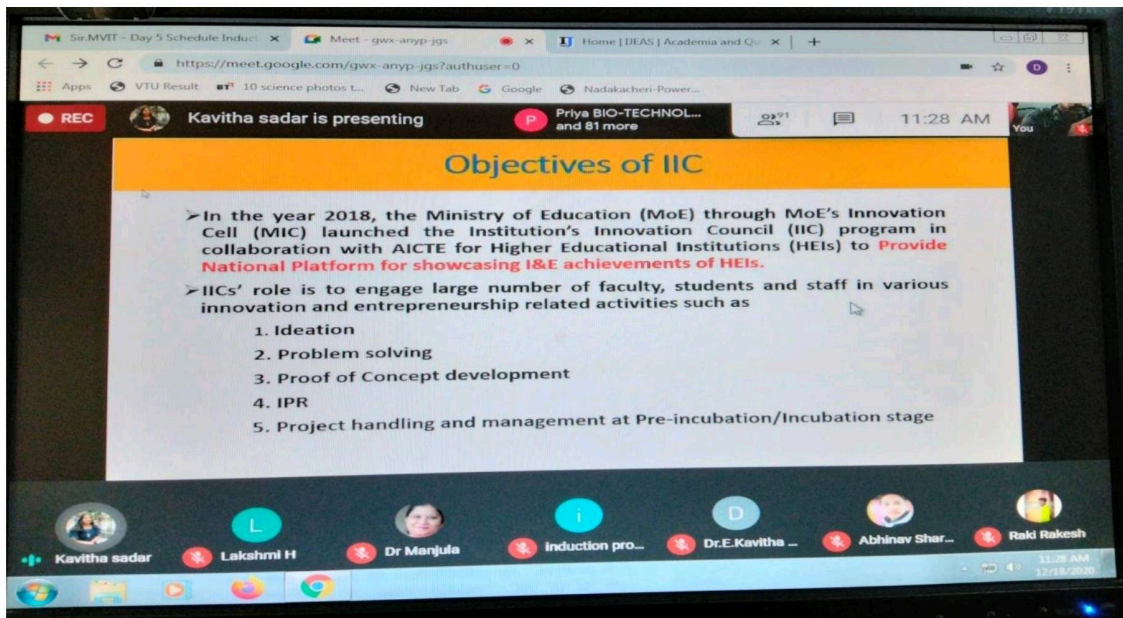 Sir.MVIT - Day 5 Schedule Induct
Meet - gwx-anyp-jgs
Home | IJEAS | Academia and Qu
https://meet.google.com/gwx-anyp-jgs?authuser=0
Apps
VTU Result
10 science photos t...
New Tab
Google
Nadakacheri-Power...
D
REC
Kavitha sadar is presenting
P
Priya BIO-TECHNOL...
and 81 more
91
11:28 AM
You
Objectives of IIC
➢In the year 2018, the Ministry of Education (MoE) through MoE's Innovation
Cell (MIC) launched the Institution's Innovation Council (IIC) program in
collaboration with AICTE for Higher Educational Institutions (HEIs) to Provide
National Platform for showcasing I&E achievements of HEIs.
➢IICs' role is to engage large number of faculty, students and staff in various
innovation and entrepreneurship related activities such as
1. Ideation
2. Problem solving
3. Proof of Concept development
4. IPR
5. Project handling and management at Pre-incubation/Incubation stage
L
i
D
Kavitha sadar
Lakshmi H
Dr Manjula
induction pro...
Dr.E.Kavitha ...
Abhinav Shar...
Raki Rakesh
11:28 AM
12/18/2020